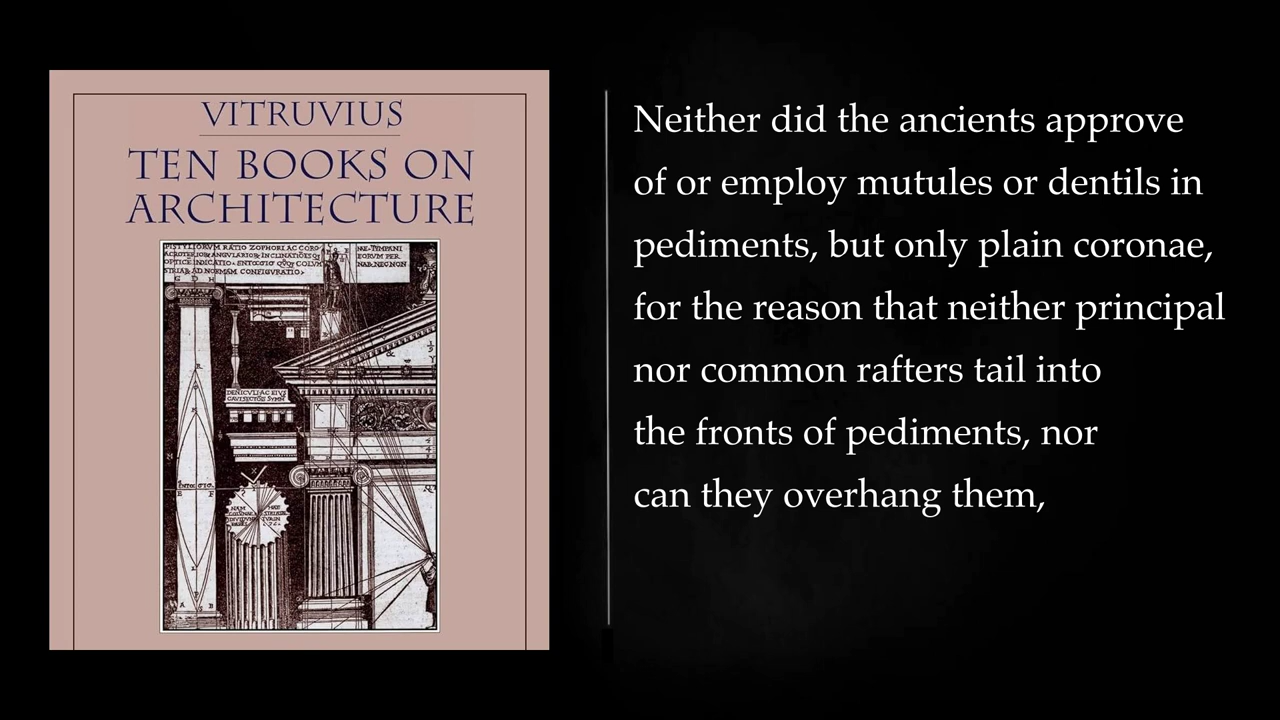 VITRUVIUS
TEN BOOKS ON
ARCHITECTURE
Neither did the ancients approve
of or employ mutules or dentils in
pediments, but only plain coronae,
for the reason that neither principal
nor common rafters tail into
the fronts of pediments, nor
can they overhang them,